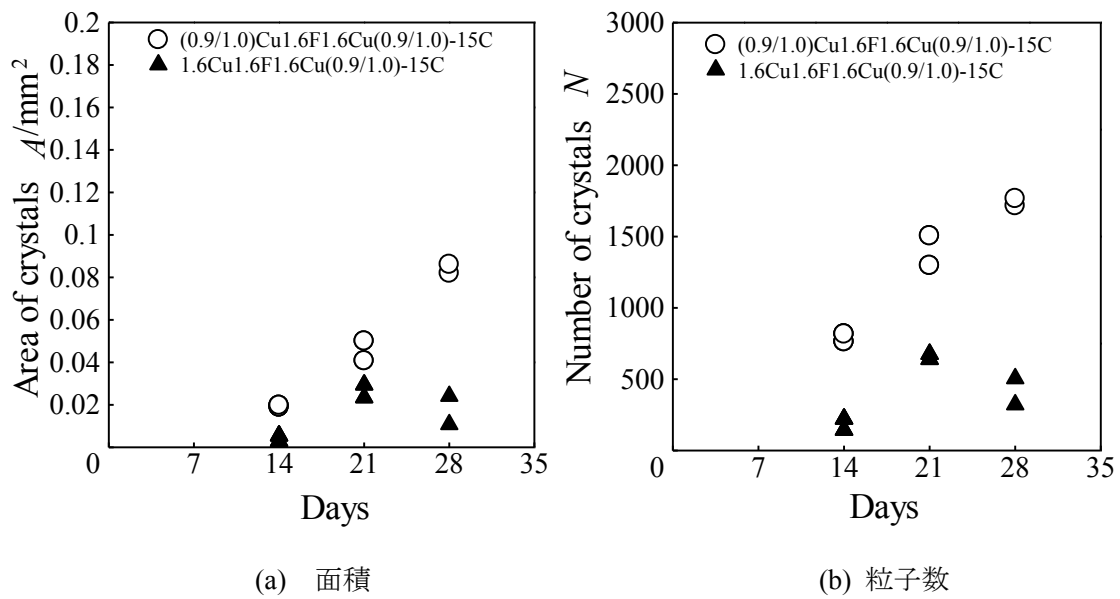 0.2
0.18
0.16
0.14
0.12
0.1
0.08
0.06
0.04
0.02
0
7
14
21
28
35
Area of crystals A/mm²
Days
(0.9/1.0)Cu1.6F1.6Cu(0.9/1.0)-15C
1.6Cu1.6F1.6Cu(0.9/1.0)-15C
(a) 面積
3000
2500
2000
1500
1000
500
0
7
14
21
28
35
Number of crystals N
Days
(0.9/1.0)Cu1.6F1.6Cu(0.9/1.0)-15C
1.6Cu1.6F1.6Cu(0.9/1.0)-15C
(b) 粒子数